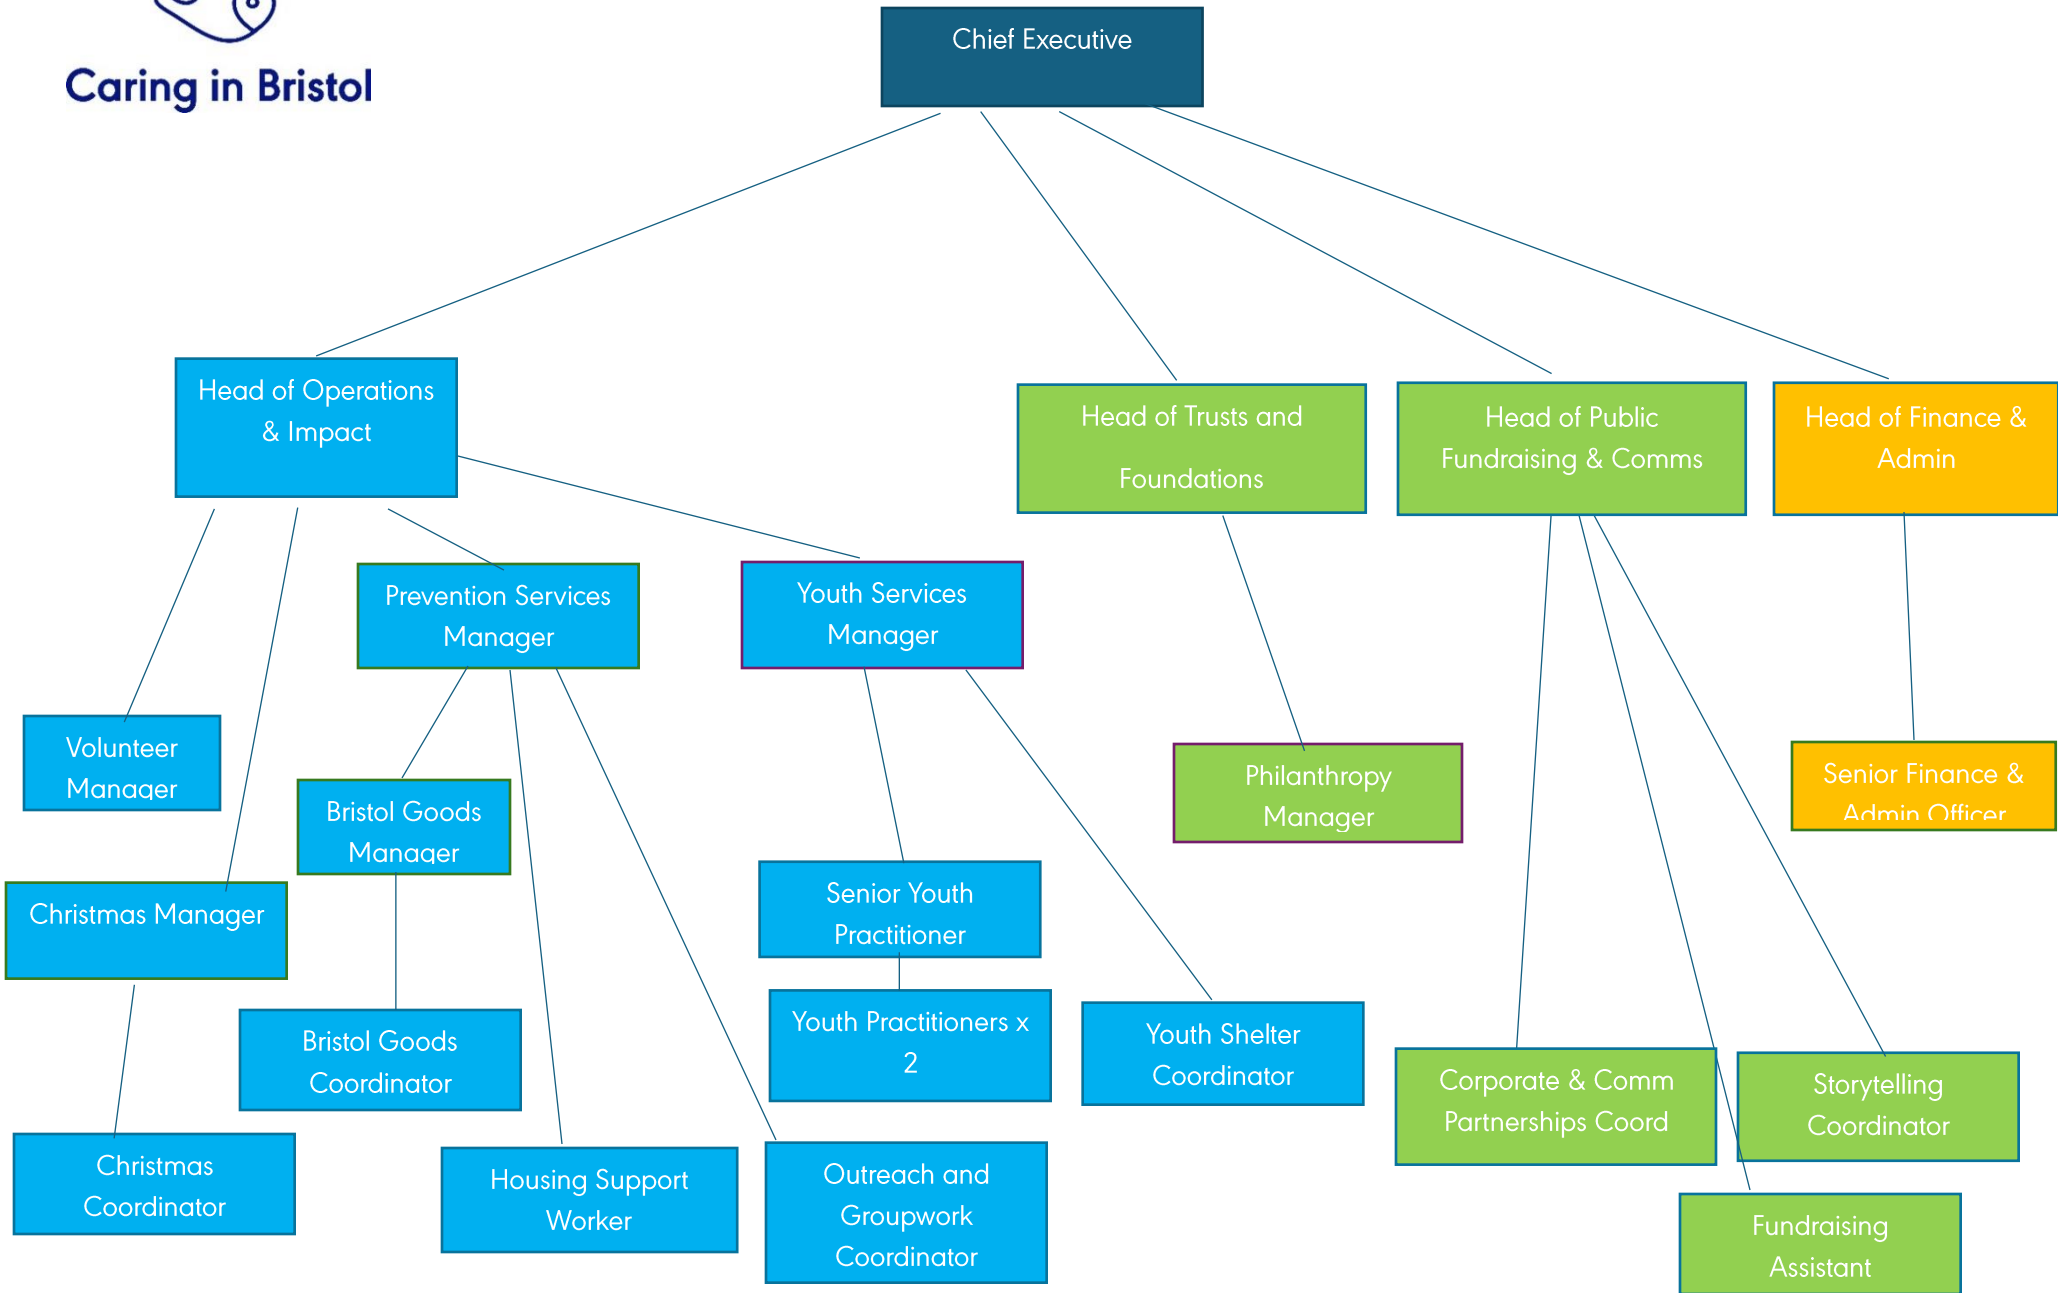 Caring in Bristol
Chief Executive
Head of Operations
& Impact
Head of Trusts and
Foundations
Head of Public
Fundraising & Comms
Head of Finance &
Admin
Prevention Services
Manager
Youth Services
Manager
Volunteer
Manager
Bristol Goods
Manager
Philanthropy
Manager
Senior Finance &
Admin Officer
Christmas Manager
Senior Youth
Practitioner
Bristol Goods
Coordinator
Youth Practitioners x
2
Youth Shelter
Coordinator
Corporate & Comm
Partnerships Coord
Storytelling
Coordinator
Christmas
Coordinator
Housing Support
Worker
Outreach and
Groupwork
Coordinator
Fundraising
Assistant